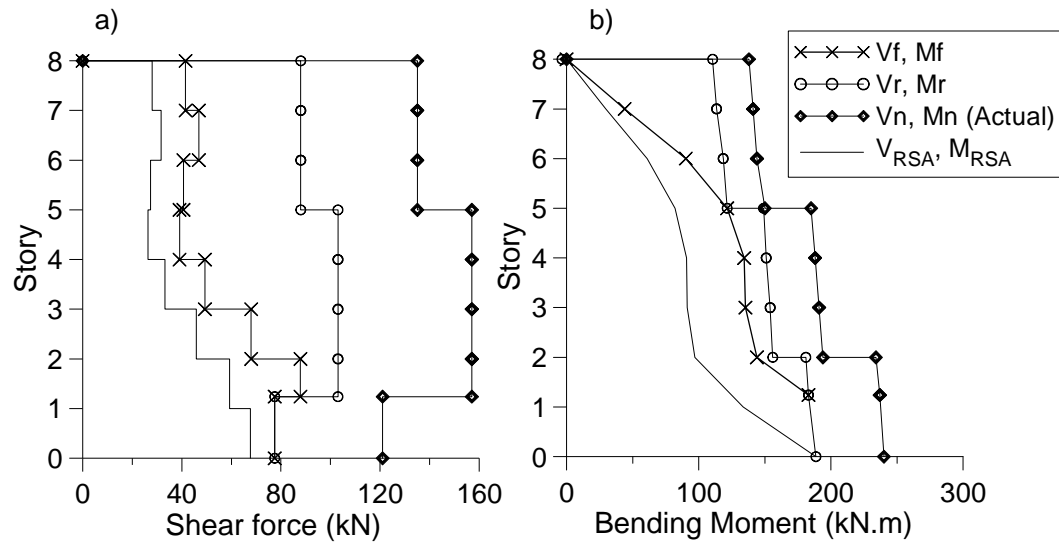 a)
8
7
6
5
4
3
2
1
0
Story
0 40 80 120 160
Shear force (kN)
b)
8
7
6
5
4
3
2
1
0
Story
0 100 200 300
Bending Moment (kN.m)
Vf, Mf
Vr, Mr
Vn, Mn (Actual)
V_RSA, M_RSA